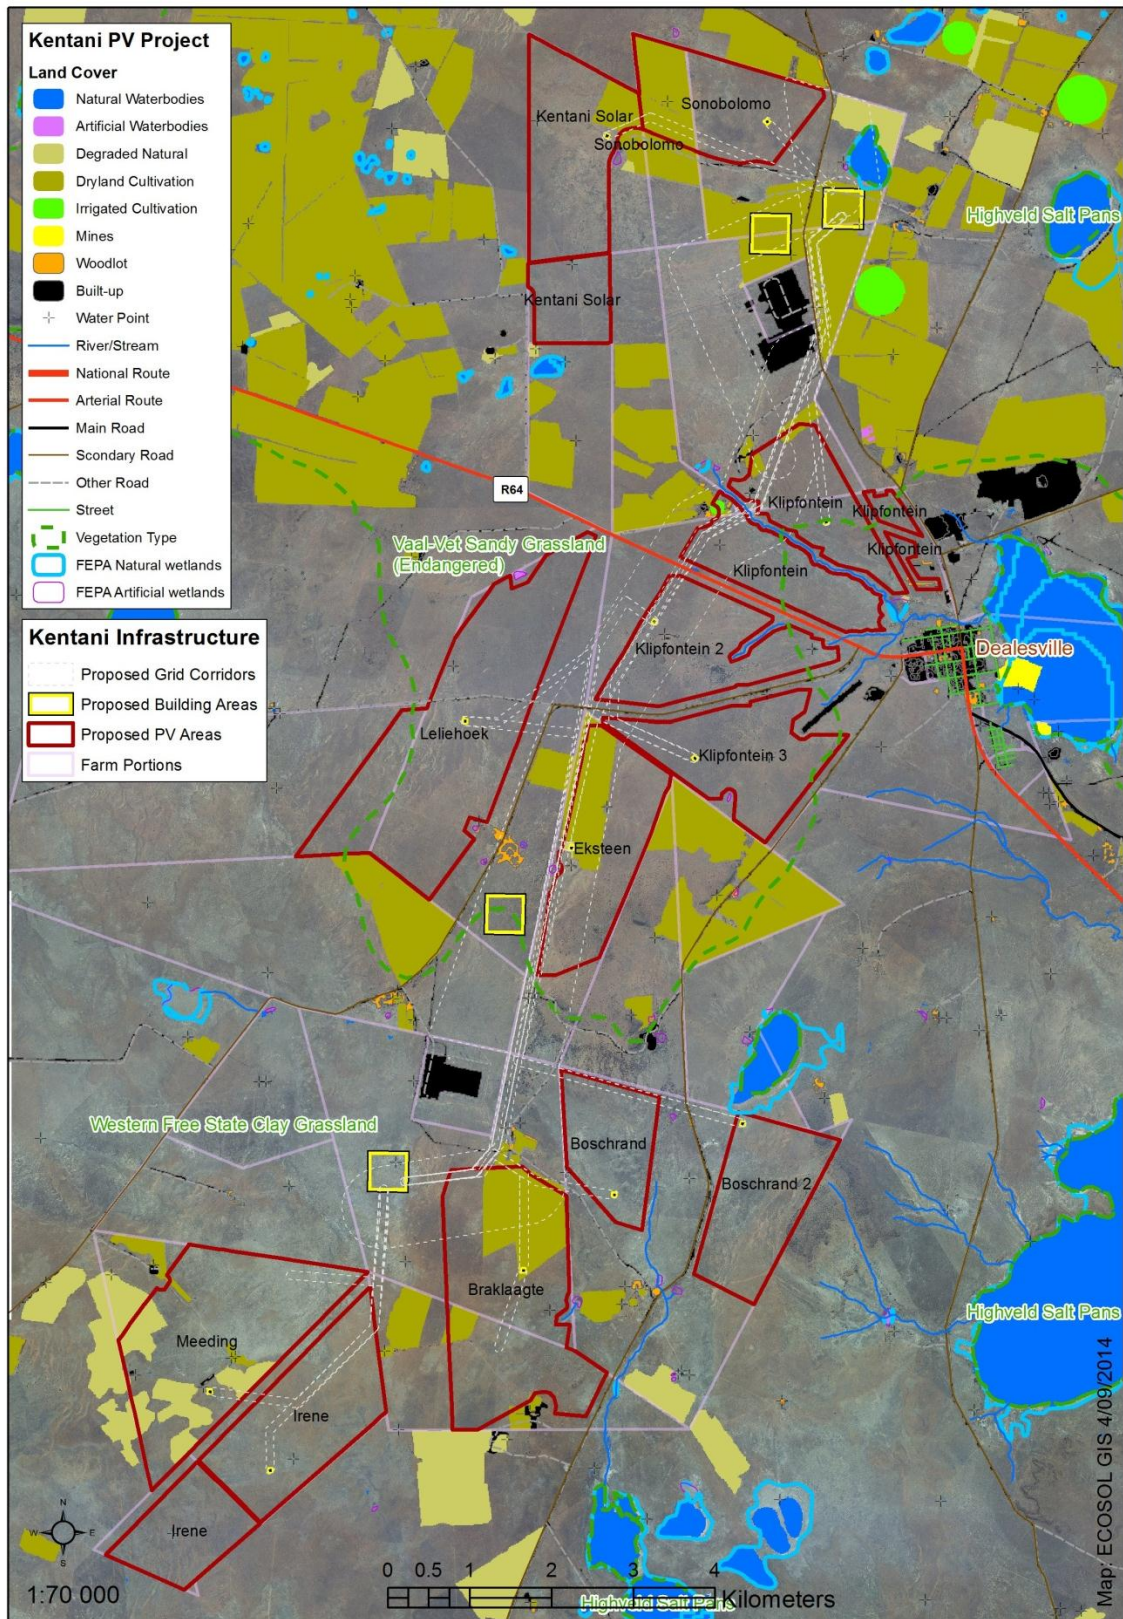 Kentani PV Project
Land Cover
Natural Waterbodies
Artificial Waterbodies
Degraded Natural
Dryland Cultivation
Irrigated Cultivation
Mines
Woodlot
Built-up
Water Point
River/Stream
National Route
Arterial Route
Main Road
Scondary Road
Other Road
Street
Vegetation Type
FEPA Natural wetlands
FEPA Artificial wetlands
Kentani Infrastructure
Proposed Grid Corridors
Proposed Building Areas
Proposed PV Areas
Farm Portions
Sonobolomo
Kentani Solar
Sonobolomo
Highveld Salt Pans
Kentani Solar
R64
Klipfontein
Klipfontein
Vaal-Vet Sandy Grassland
(Endangered)
Klipfontein
Klipfontein
Klipfontein 2
Dealesville
Leliehoek
Klipfontein 3
Eksteen
Western Free State Clay Grassland
Boschrand
Boschrand 2
Braklaagte
Highveld Salt Pans
Meeding
Irene
Irene
N
W E
S
1:70 000
0 0.5 1 2 3 4
Kilometers
Highveld Salt Pans
Map: ECOSOL GIS 4/09/2014